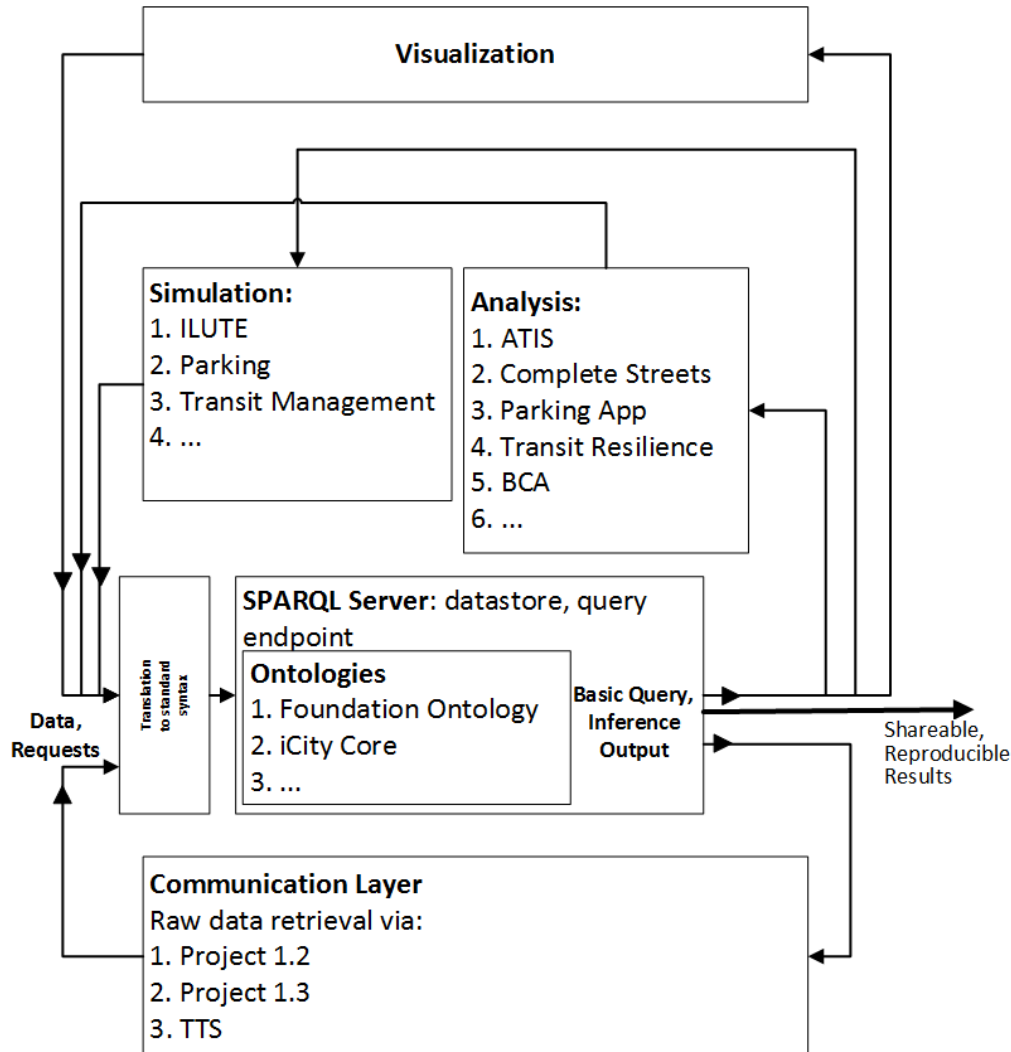 Visualization
Simulation:
1. ILUTE
2. Parking
3. Transit Management
4. ...
Analysis:
1. ATIS
2. Complete Streets
3. Parking App
4. Transit Resilience
5. BCA
6. ...
Data,
Requests
Translation
to standard
syntax
SPARQL Server: datastore, query
endpoint
Ontologies
1. Foundation Ontology
2. iCity Core
3. ...
Basic Query,
Inference
Output
Shareable,
Reproducible
Results
Communication Layer
Raw data retrieval via:
1. Project 1.2
2. Project 1.3
3. TTS